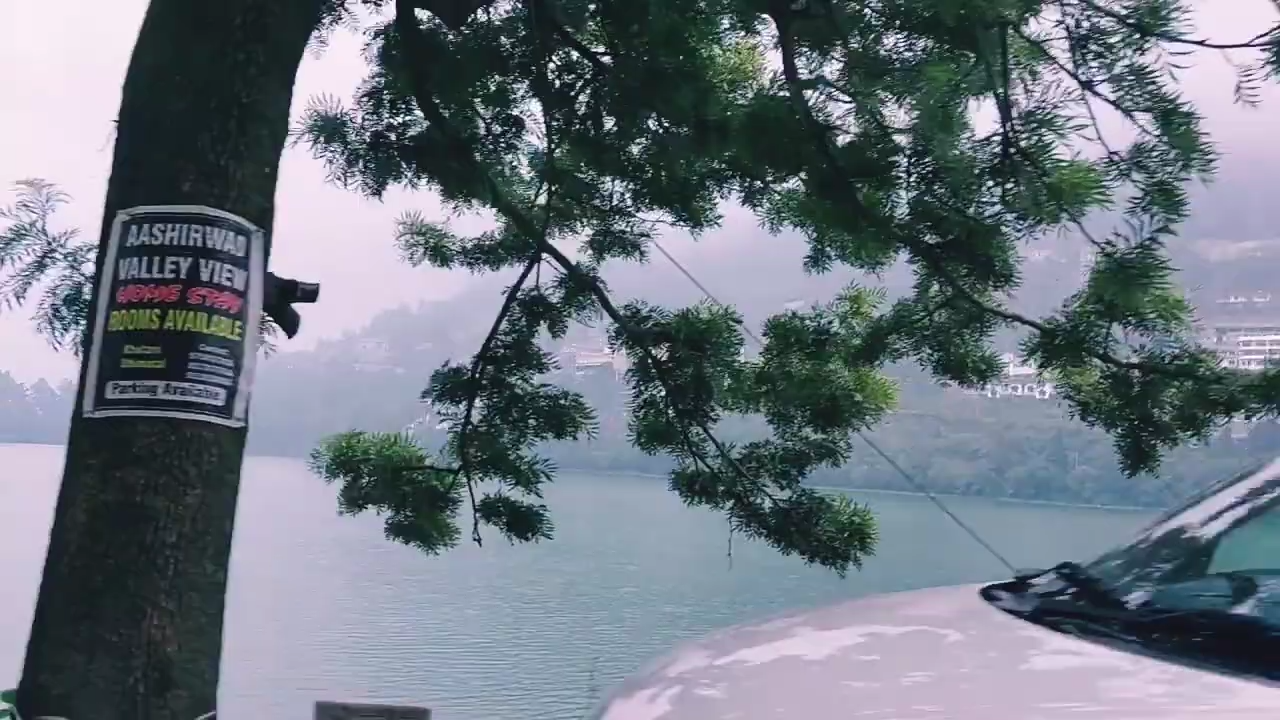 AASHIRWAD
VALLEY VIEW
HOME STAY
ROOMS AVAILABLE
Parking Available